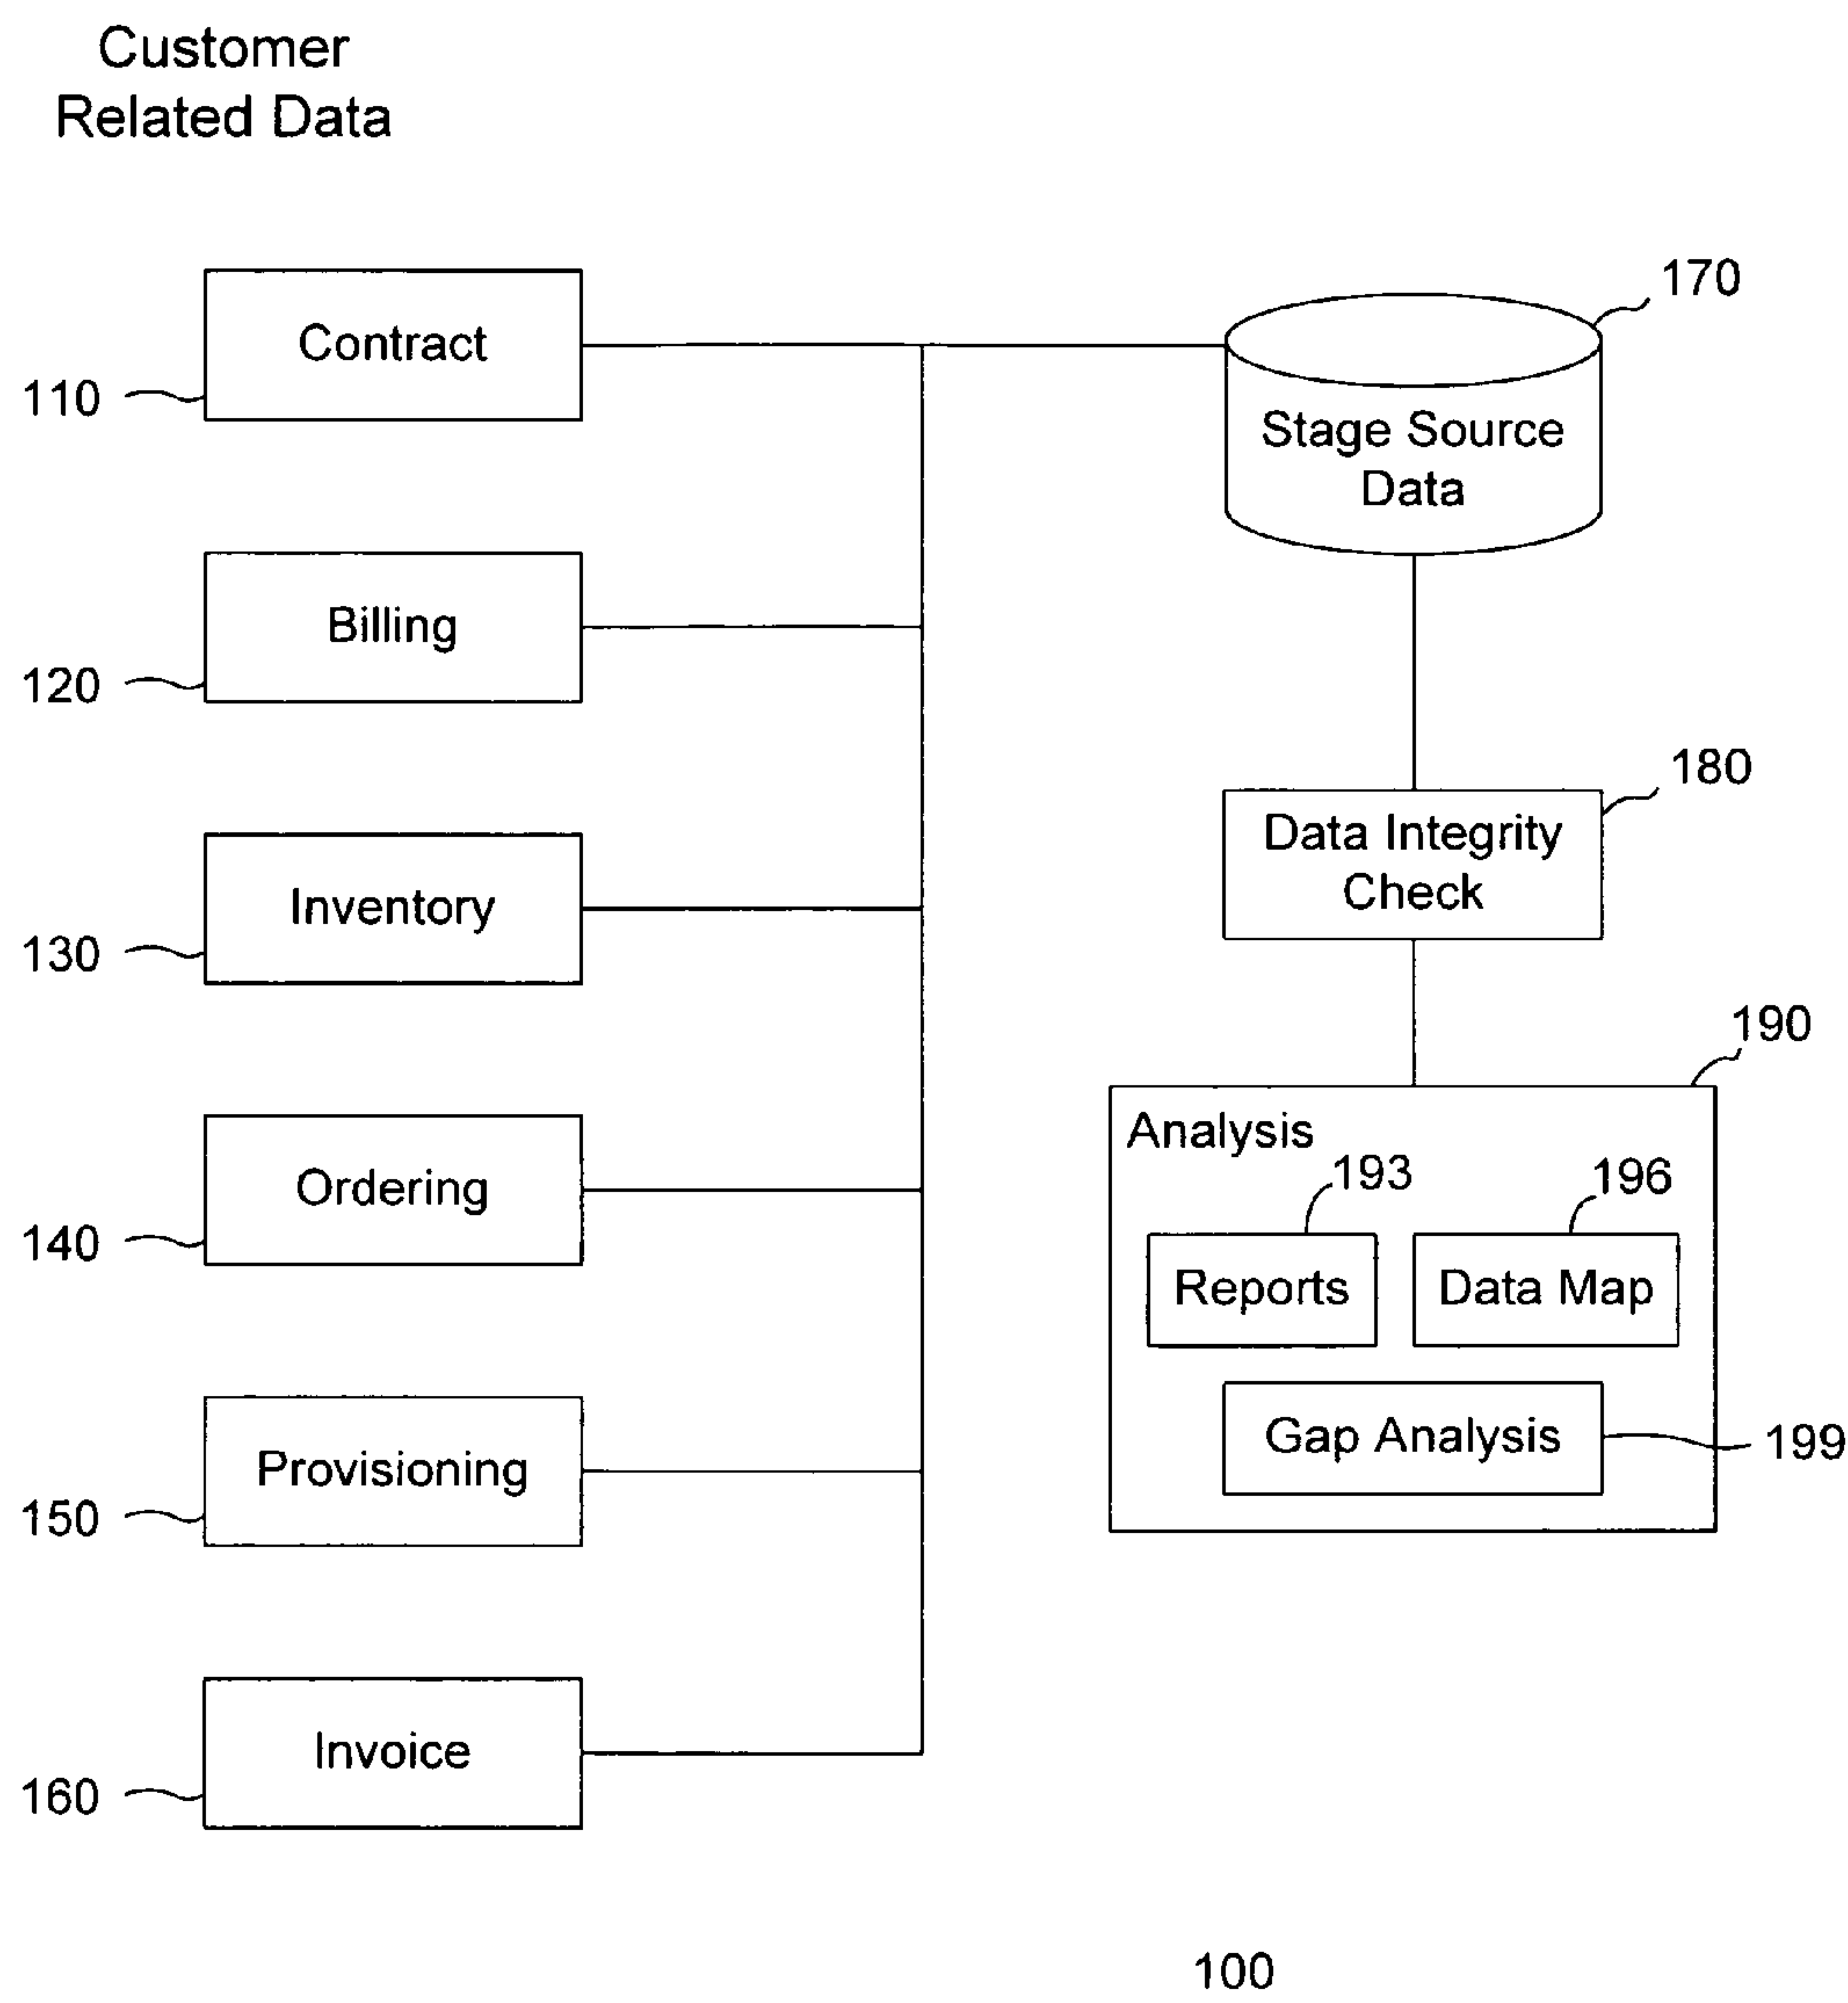 Customer
Related Data
Contract
110
Billing
120
Inventory
130
Ordering
140
Provisioning
150
Invoice
160
170
Stage Source
Data
180
Data Integrity
Check
190
Analysis
193
196
Reports
Data Map
Gap Analysis
199
100